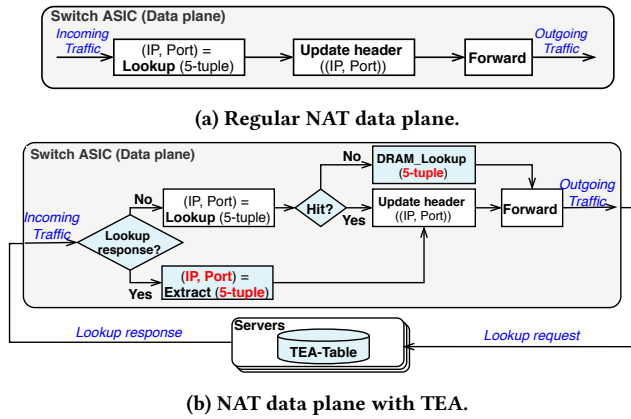 Switch ASIC (Data plane)
Incoming
Traffic
(IP, Port) =
Lookup (5-tuple)
Update header
((IP, Port))
Forward
Outgoing
Traffic
(a) Regular NAT data plane.
Switch ASIC (Data plane)
Incoming
Traffic
Lookup
response?
No
(IP, Port) =
Lookup (5-tuple)
Hit?
No
DRAM_Lookup
(5-tuple)
Yes
Update header
((IP, Port))
Forward
Outgoing
Traffic
Yes
(IP, Port) =
Extract (5-tuple)
Lookup response
Servers
TEA-Table
Lookup request
(b) NAT data plane with TEA.